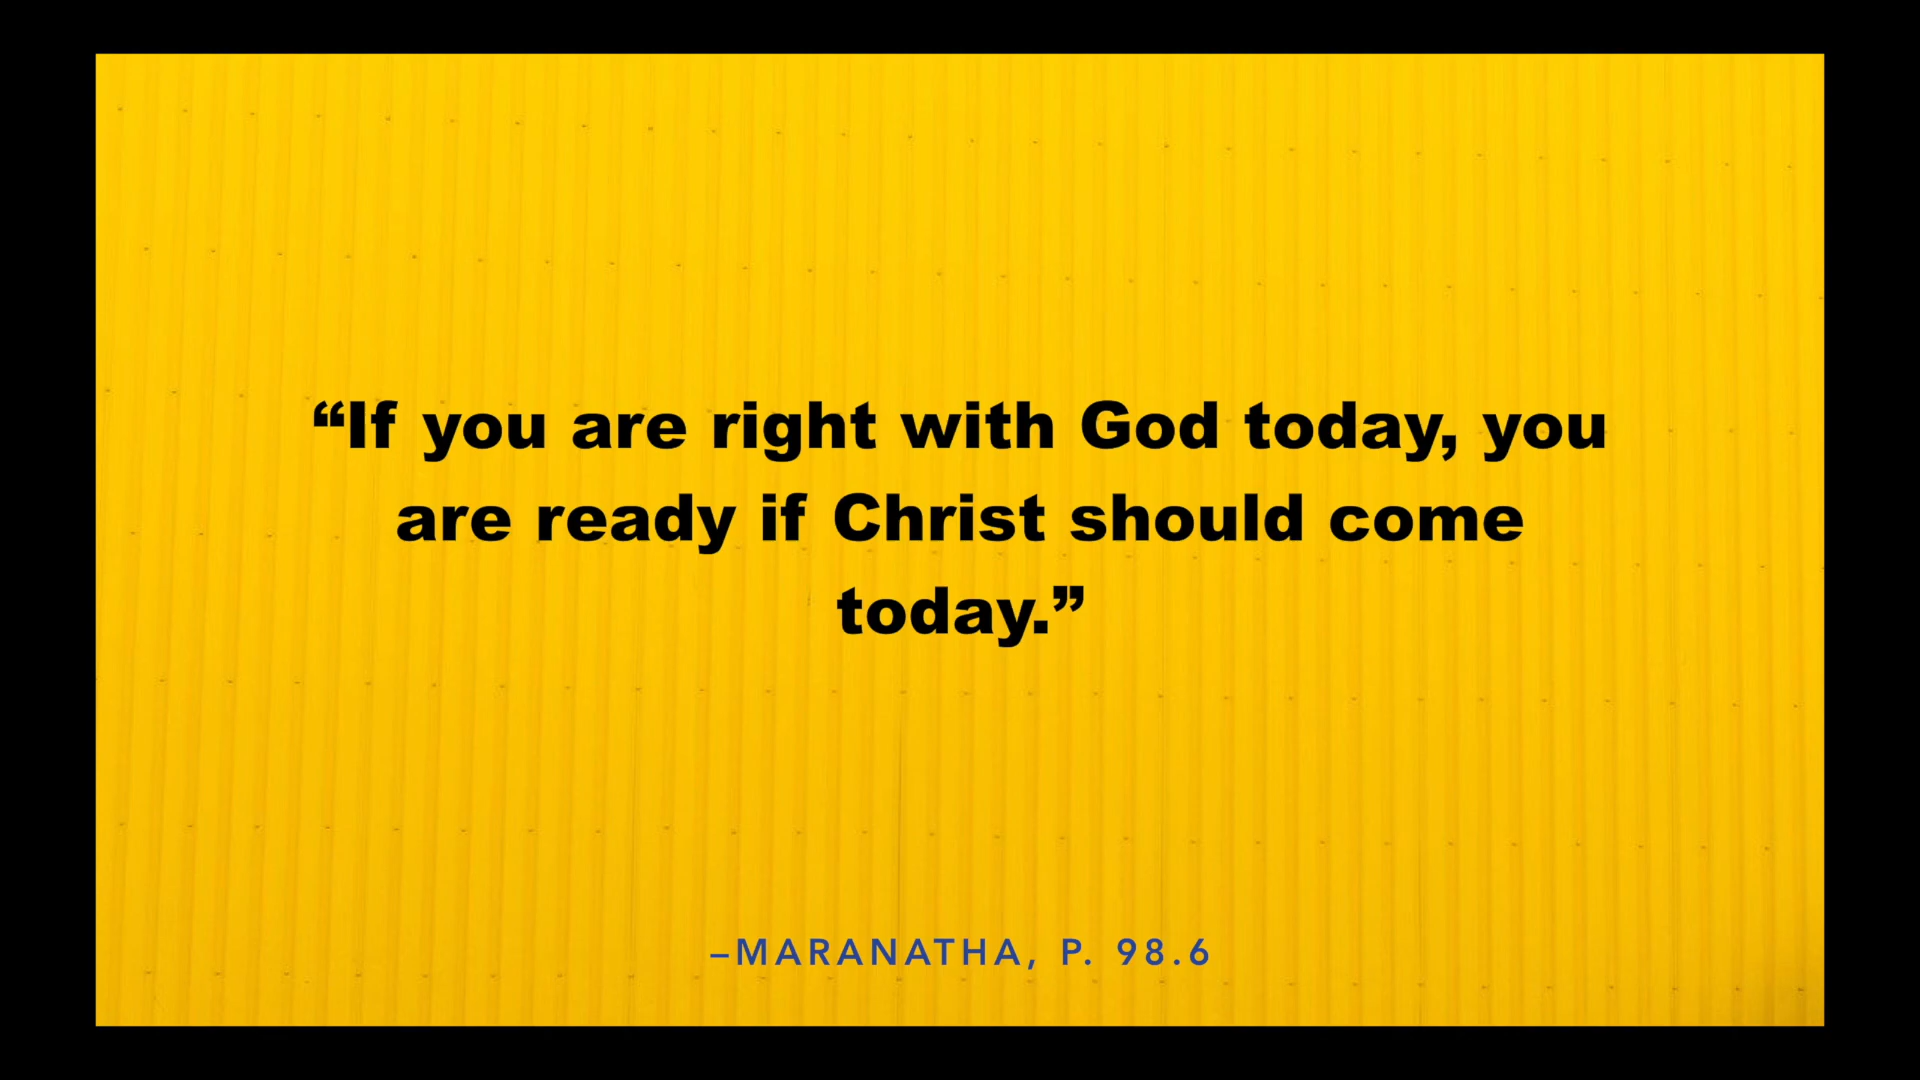 “If you are right with God today, you
are ready if Christ should come
today.”
–MARANATHA, P. 98.6